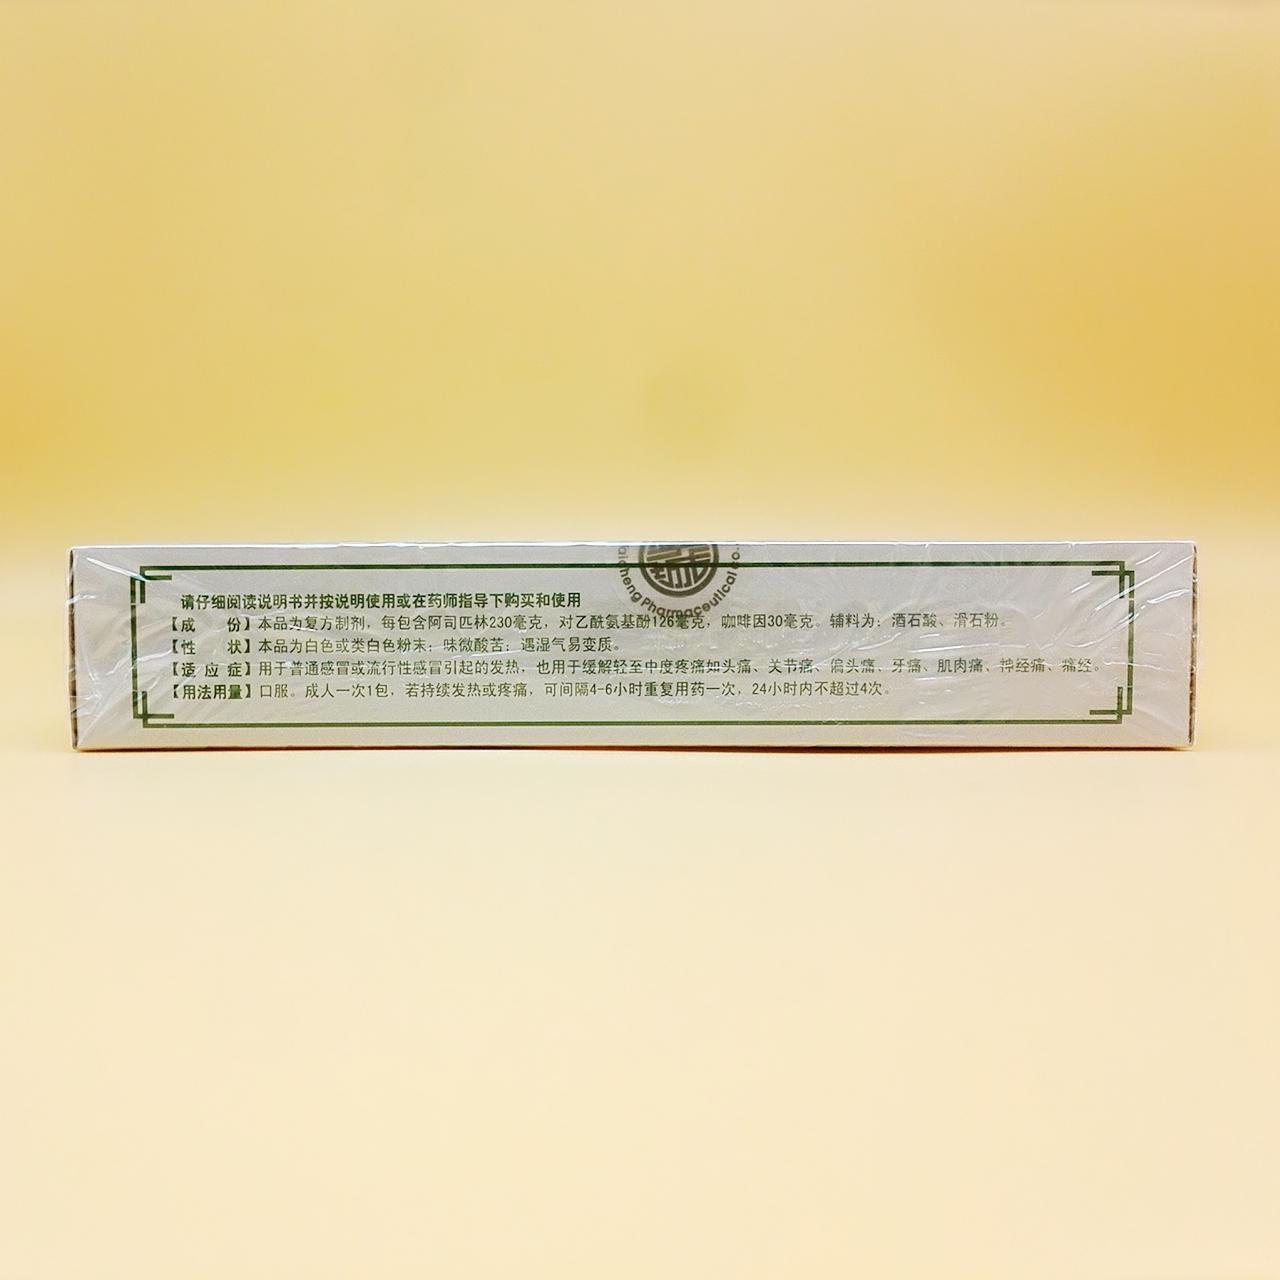 药
aicheng Pharmaceutical co.
请仔细阅读说明书并按说明使用或在药师指导下购买和使用
【成　份】本品为复方制剂，每包含阿司匹林230毫克，对乙酰氨基酚126毫克，咖啡因30毫克。辅料为：酒石酸、滑石粉。
【性　状】本品为白色或类白色粉末；味微酸苦；遇湿气易变质。
【适应症】用于普通感冒或流行性感冒引起的发热，也用于缓解轻至中度疼痛如头痛、关节痛、偏头痛、牙痛、肌肉痛、神经痛、痛经。
【用法用量】口服。成人一次1包，若持续发热或疼痛，可间隔4-6小时重复用药一次，24小时内不超过4次。